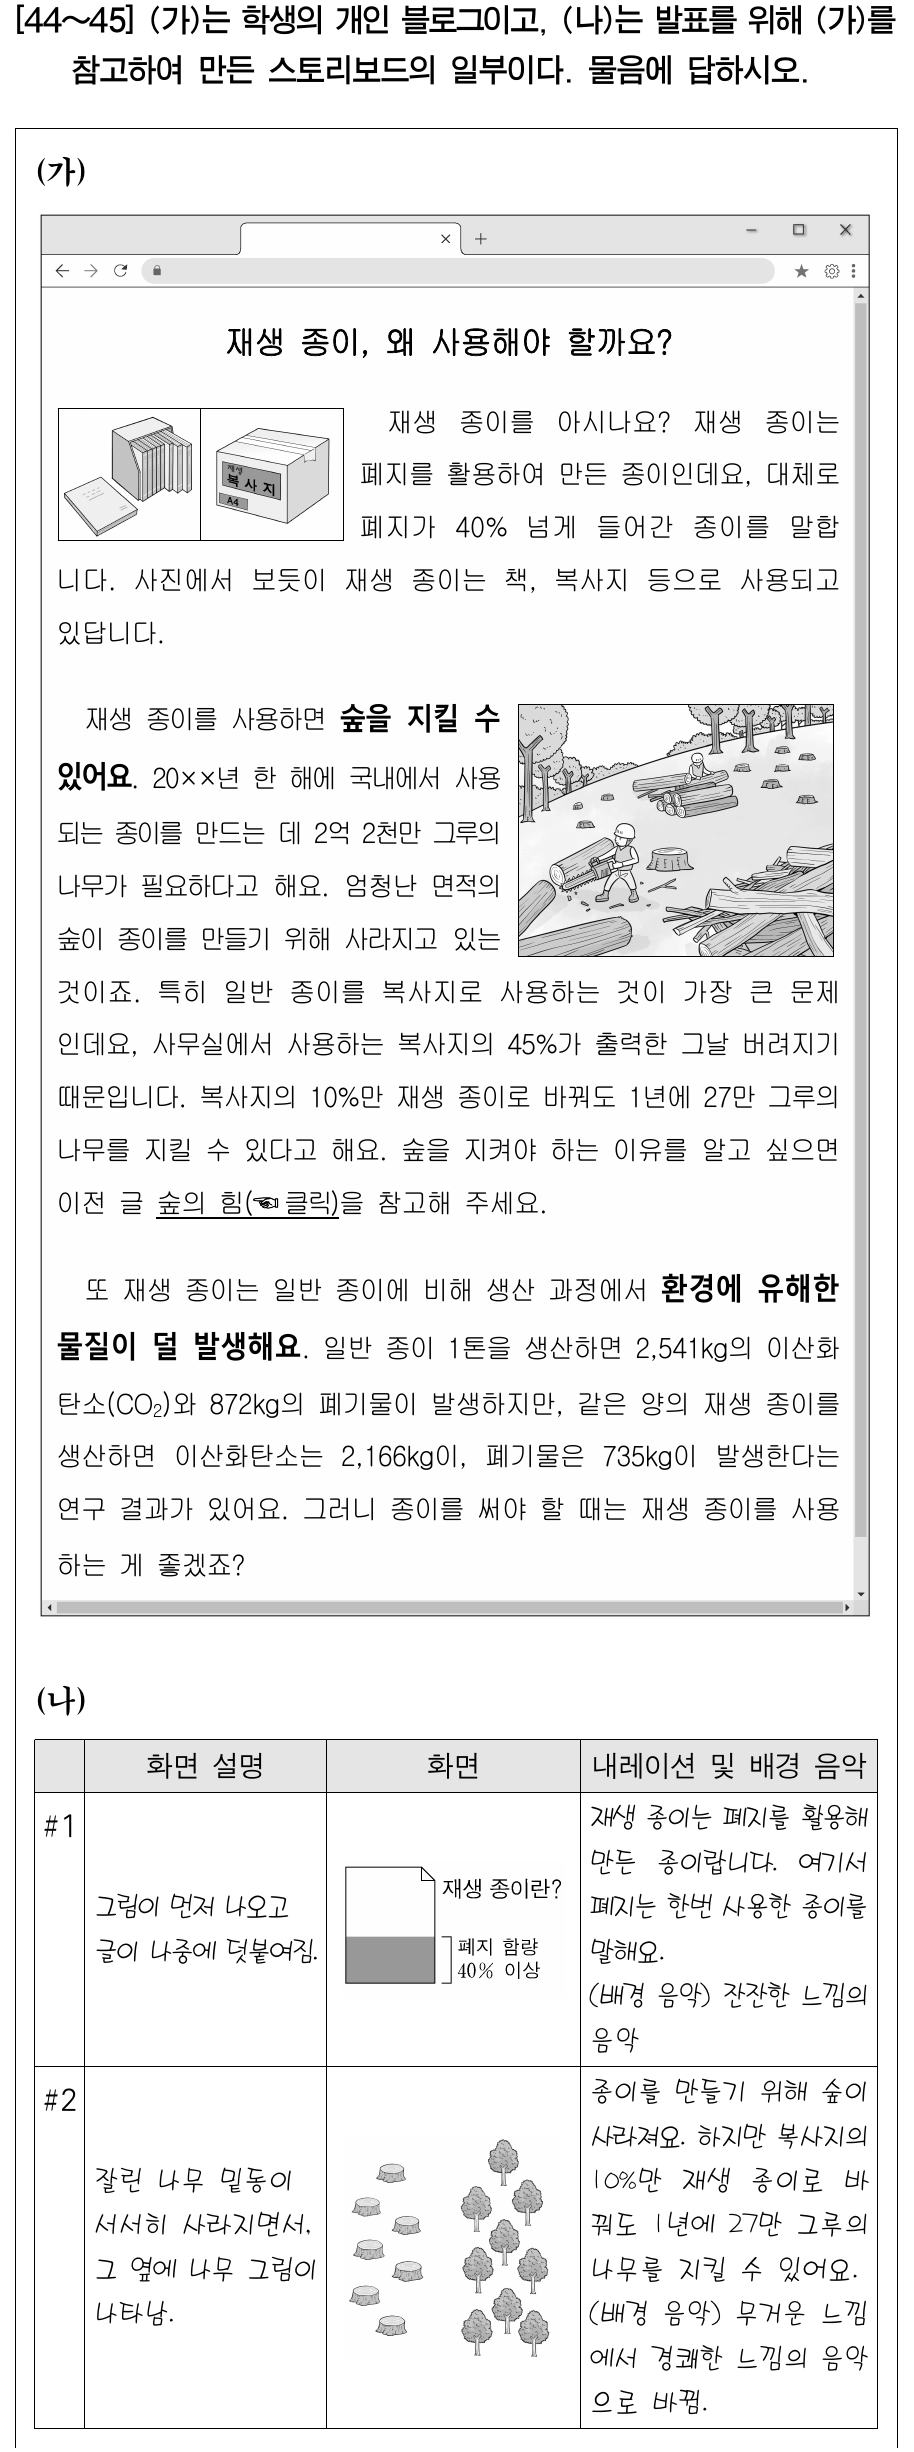 [44～45] (가)는 학생의 개인 블로그이고, (나)는 발표를 위해 (가)를
참고하여 만든 스토리보드의 일부이다. 물음에 답하시오.
(가)
재생 종이, 왜 사용해야 할까요?
재생
복사지
A4
재생 종이를 아시나요? 재생 종이는
폐지를 활용하여 만든 종이인데요, 대체로
폐지가 40% 넘게 들어간 종이를 말합
니다. 사진에서 보듯이 재생 종이는 책, 복사지 등으로 사용되고
있답니다.
재생 종이를 사용하면 숲을 지킬 수
있어요. 20××년 한 해에 국내에서 사용
되는 종이를 만드는 데 2억 2천만 그루의
나무가 필요하다고 해요. 엄청난 면적의
숲이 종이를 만들기 위해 사라지고 있는
것이죠. 특히 일반 종이를 복사지로 사용하는 것이 가장 큰 문제
인데요, 사무실에서 사용하는 복사지의 45%가 출력한 그날 버려지기
때문입니다. 복사지의 10%만 재생 종이로 바꿔도 1년에 27만 그루의
나무를 지킬 수 있다고 해요. 숲을 지켜야 하는 이유를 알고 싶으면
이전 글 숲의 힘(☜클릭)을 참고해 주세요.
또 재생 종이는 일반 종이에 비해 생산 과정에서 환경에 유해한
물질이 덜 발생해요. 일반 종이 1톤을 생산하면 2,541kg의 이산화
탄소(CO₂)와 872kg의 폐기물이 발생하지만, 같은 양의 재생 종이를
생산하면 이산화탄소는 2,166kg이, 폐기물은 735kg이 발생한다는
연구 결과가 있어요. 그러니 종이를 써야 할 때는 재생 종이를 사용
하는 게 좋겠죠?
(나)
화면 설명
화면
내레이션 및 배경 음악
#1
그림이 먼저 나오고
글이 나중에 덧붙여짐.
재생 종이란?
폐지 함량
40% 이상
재생 종이는 폐지를 활용해
만든 종이랍니다. 여기서
폐지는 한번 사용한 종이를
말해요.
(배경 음악) 잔잔한 느낌의
음악
#2
잘린 나무 밑동이
서서히 사라지면서,
그 옆에 나무 그림이
나타남.
종이를 만들기 위해 숲이
사라져요. 하지만 복사지의
10%만 재생 종이로 바
꿔도 1년에 27만 그루의
나무를 지킬 수 있어요.
(배경 음악) 무거운 느낌
에서 경쾌한 느낌의 음악
으로 바뀜.